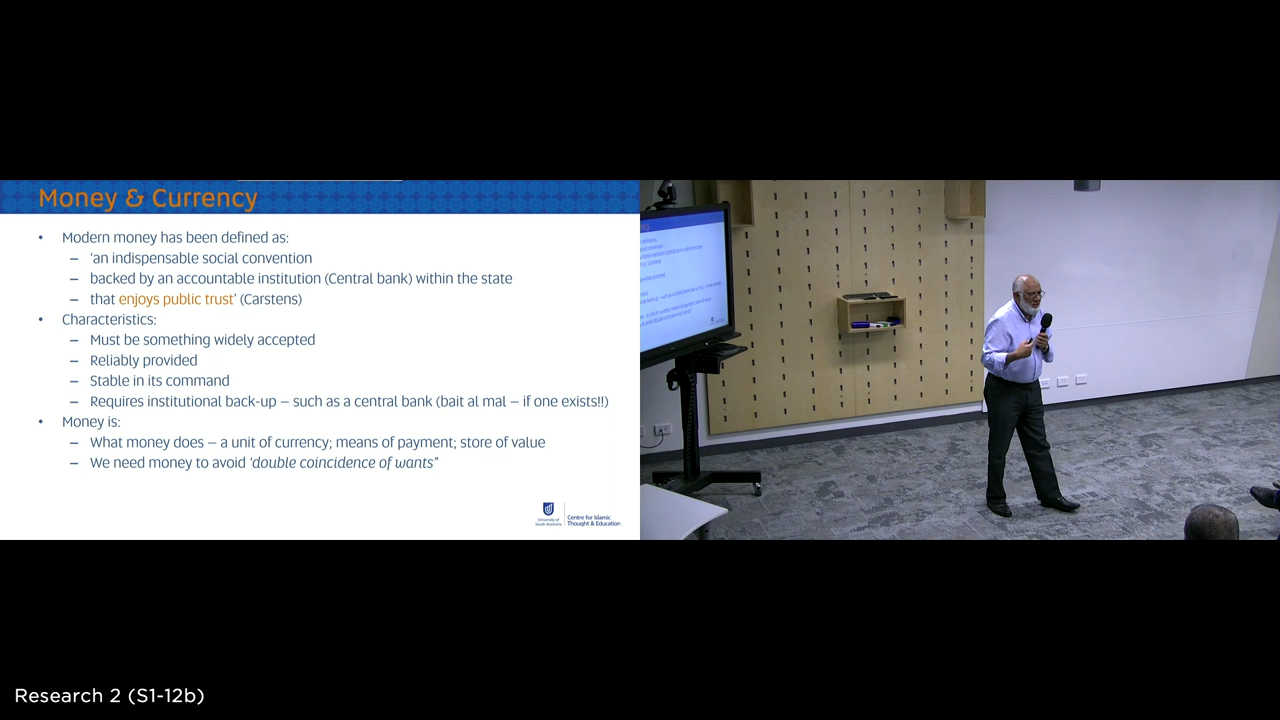 Money & Currency
• Modern money has been defined as:
– ‘an indispensable social convention
– backed by an accountable institution (Central bank) within the state
– that enjoys public trust’ (Carstens)
• Characteristics:
– Must be something widely accepted
– Reliably provided
– Stable in its command
– Requires institutional back-up – such as a central bank (bait al mal – if one exists!!)
• Money is:
– What money does – a unit of currency; means of payment; store of value
– We need money to avoid ‘double coincidence of wants”
University of
South Australia
Centre for Islamic
Thought & Education
Research 2 (S1-12b)